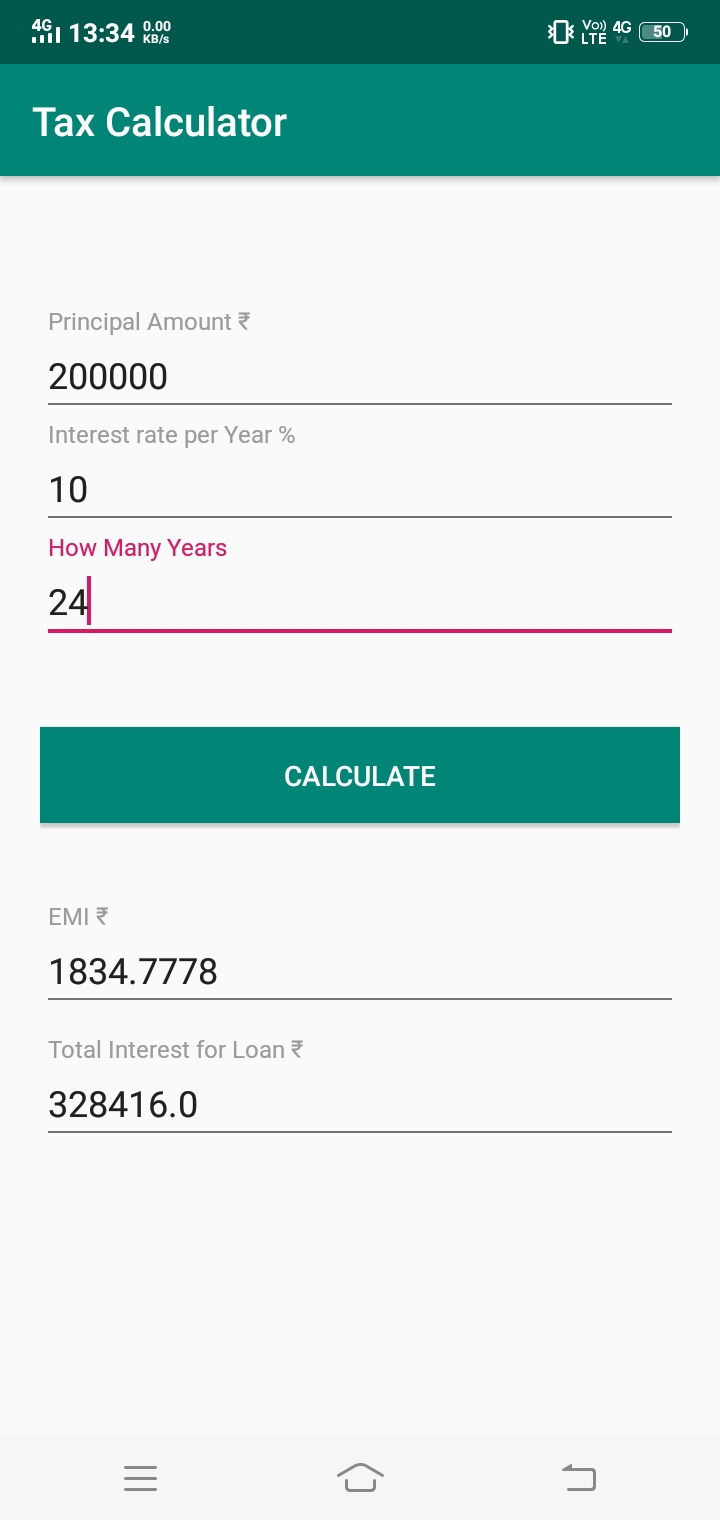 4G 13:34 0.00 KB/s Vo)) LTE 4G 50
Tax Calculator
Principal Amount ₹
200000
Interest rate per Year %
10
How Many Years
24
CALCULATE
EMI ₹
1834.7778
Total Interest for Loan ₹
328416.0